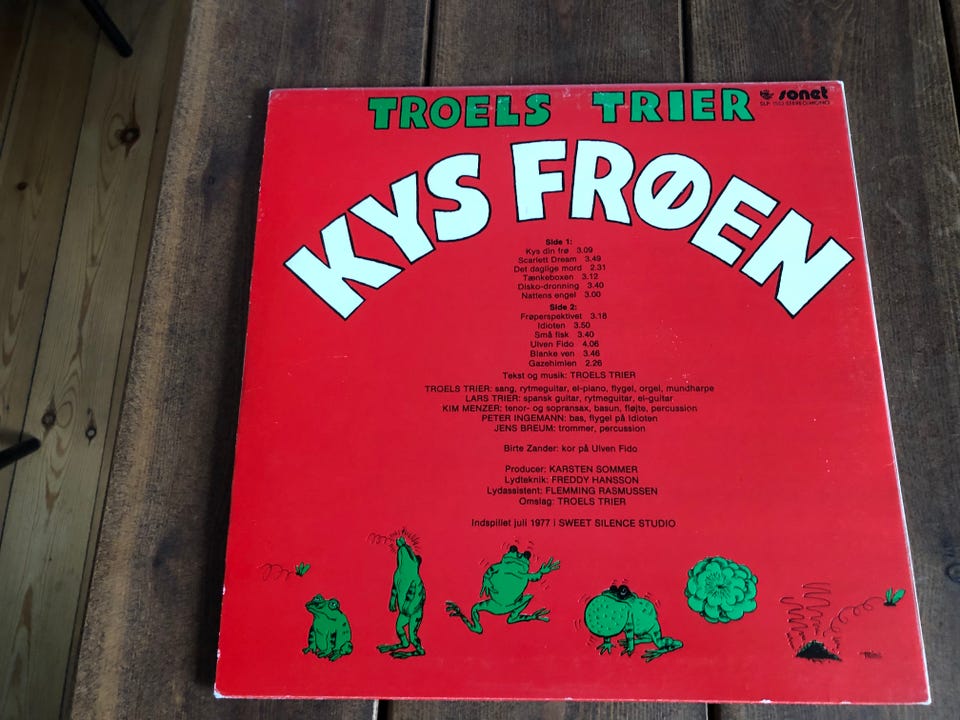 TROELS TRIER
sonet
SLP 1563 STEREO/MONO
KYS FRØEN
Side 1:
Kys din frø 3.09
Scarlett Dream 3.49
Det daglige mord 2.31
Tænkeboxen 3.12
Disko-dronning 3.40
Nattens engel 3.00
Side 2:
Frøperspektivet 3.18
Idioten 3.50
Små fisk 3.40
Ulven Fido 4.06
Blanke ven 3.46
Gazehimlen 2.26
Tekst og musik: TROELS TRIER
TROELS TRIER: sang, rytmeguitar, el-piano, flygel, orgel, mundharpe
LARS TRIER: spansk guitar, rytmeguitar, el-guitar
KIM MENZER: tenor- og sopransax, basun, fløjte, percussion
PETER INGEMANN: bas, flygel på Idioten
JENS BREUM: trommer, percussion
Birte Zander: kor på Ulven Fido
Producer: KARSTEN SOMMER
Lydteknik: FREDDY HANSSON
Lydassistent: FLEMMING RASMUSSEN
Omslag: TROELS TRIER
Indspillet juli 1977 i SWEET SILENCE STUDIO